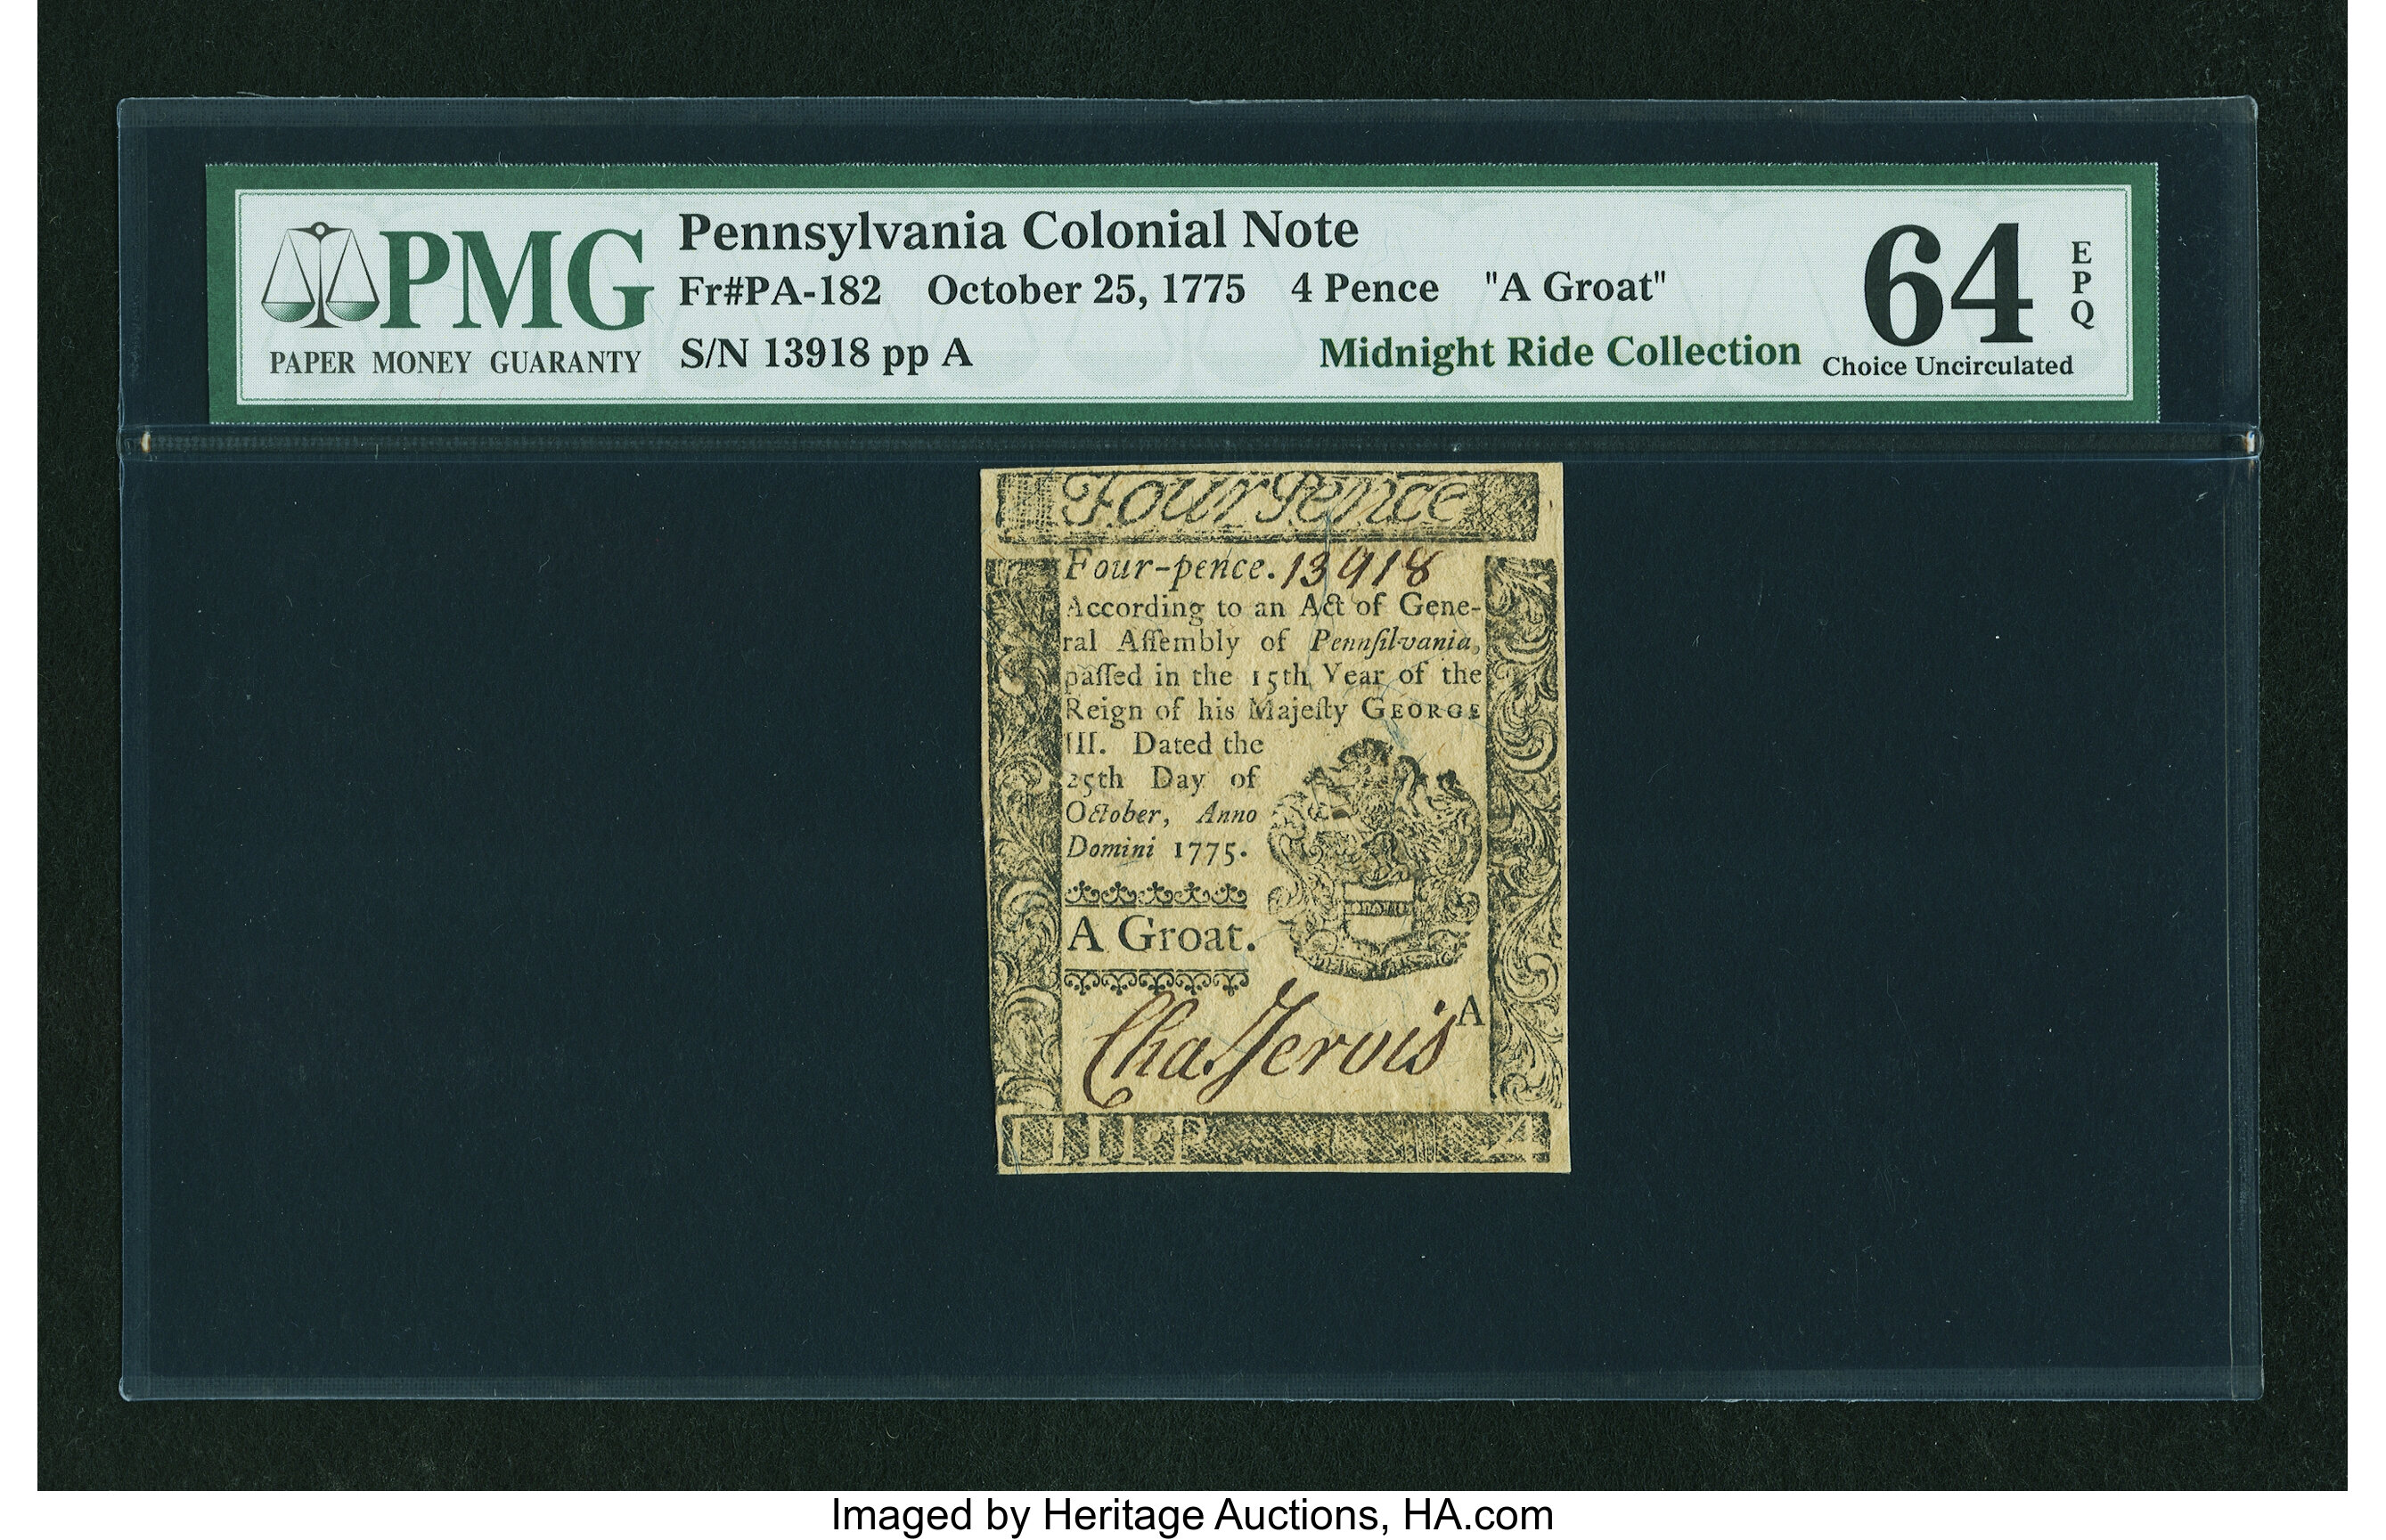 PMG
PAPER MONEY GUARANTY
Pennsylvania Colonial Note
Fr#PA-182 October 25, 1775 4 Pence "A Groat"
S/N 13918 pp A
Midnight Ride Collection
64
EPQ
Choice Uncirculated
Four Pence
Four-pence. 13918
According to an Act of Gene-
ral Aſſembly of Pennſilvania,
paſſed in the 15th Year of the
Reign of his Majeſty GEORGE
III. Dated the
25th Day of
October, Anno
Domini 1775.
A Groat.
A
Cha. Jervis
IIII·P 4
Imaged by Heritage Auctions, HA.com